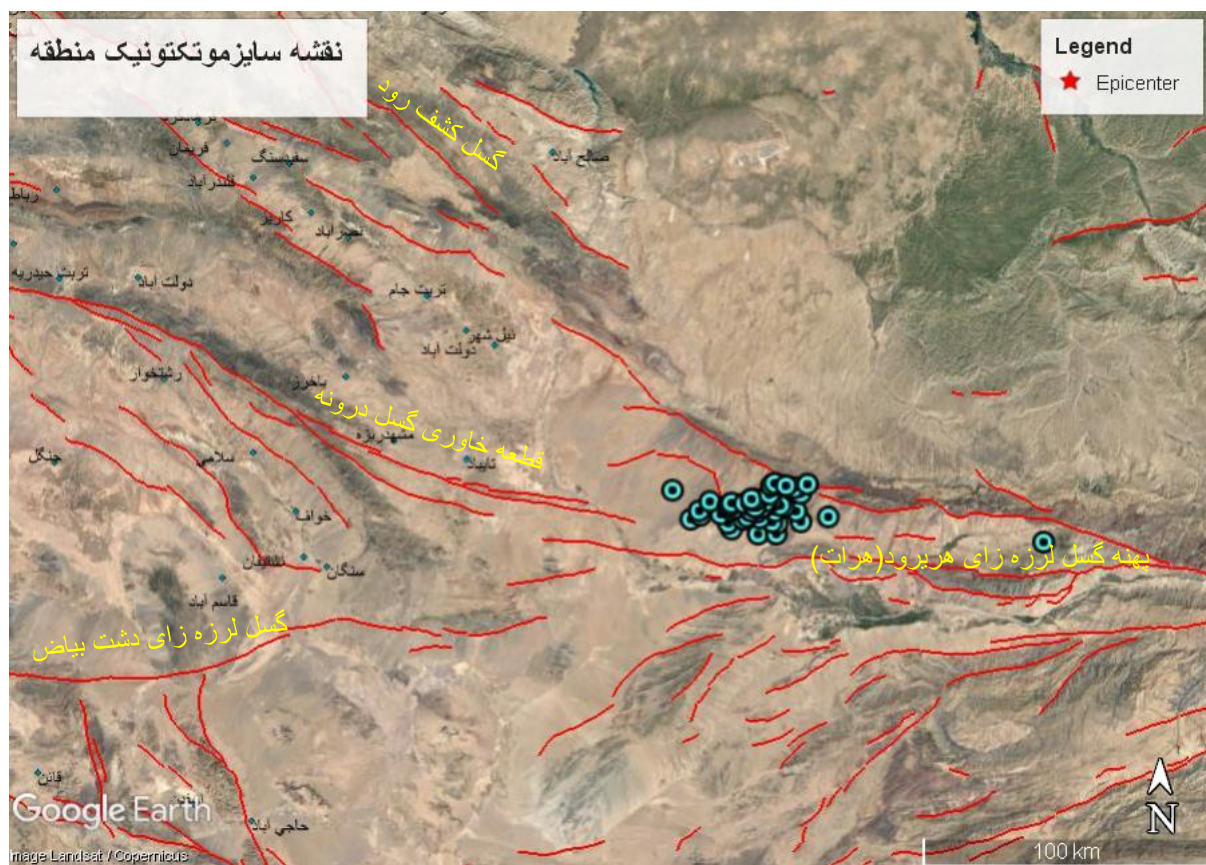 نقشه سایزموتکتونیک منطقه
Legend
Epicenter
گسل کشف رود
صالح آباد
فریمان
سفیدسنگ
قلندرآباد
رباط
کاریز
نصرآباد
تربت حیدریه
دولت آباد
تربت جام
نیل شهر
دولت آباد
رشتخوار
باخرز
قطعه خاوری گسل درونه
مشهدریزه
تایباد
جنگل
سلامی
خواف
نشتیفان
سنگان
قاسم آباد
پهنه گسل لرزه زای هریرود(هرات)
گسل لرزه زای دشت بیاض
قائن
حاجی آباد
Google Earth
Image Landsat / Copernicus
100 km
N